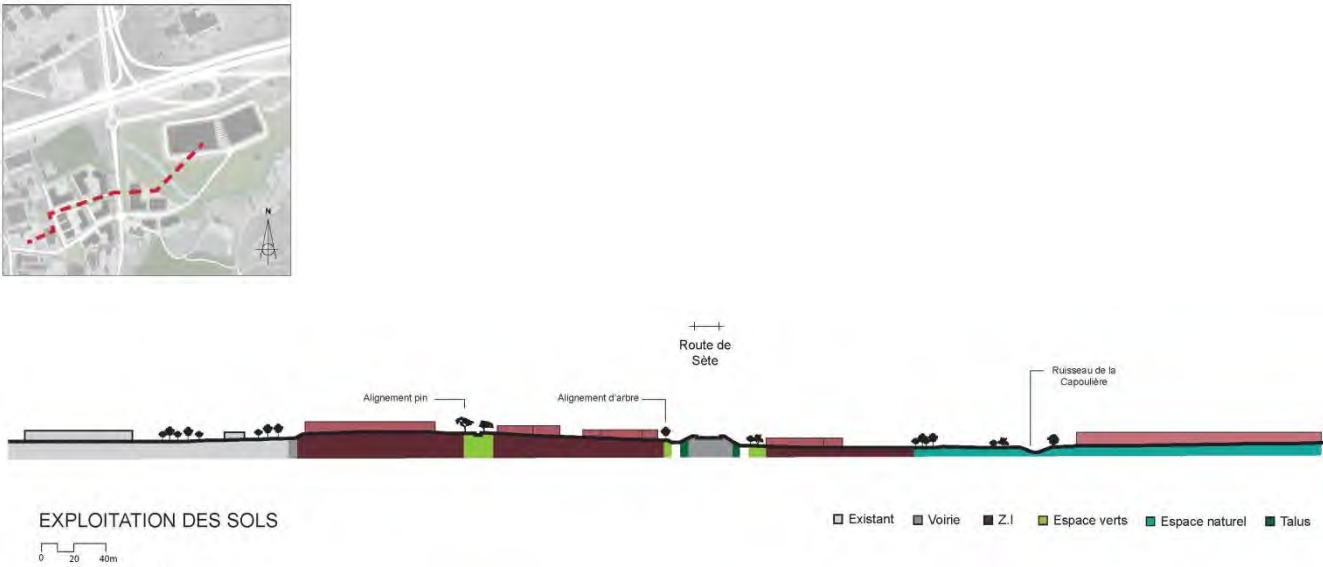 N
Route de
Sète
Alignement pin
Alignement d'arbre
Ruisseau de la
Capoulière
EXPLOITATION DES SOLS
0 20 40m
Existant Voirie Z.I Espace verts Espace naturel Talus